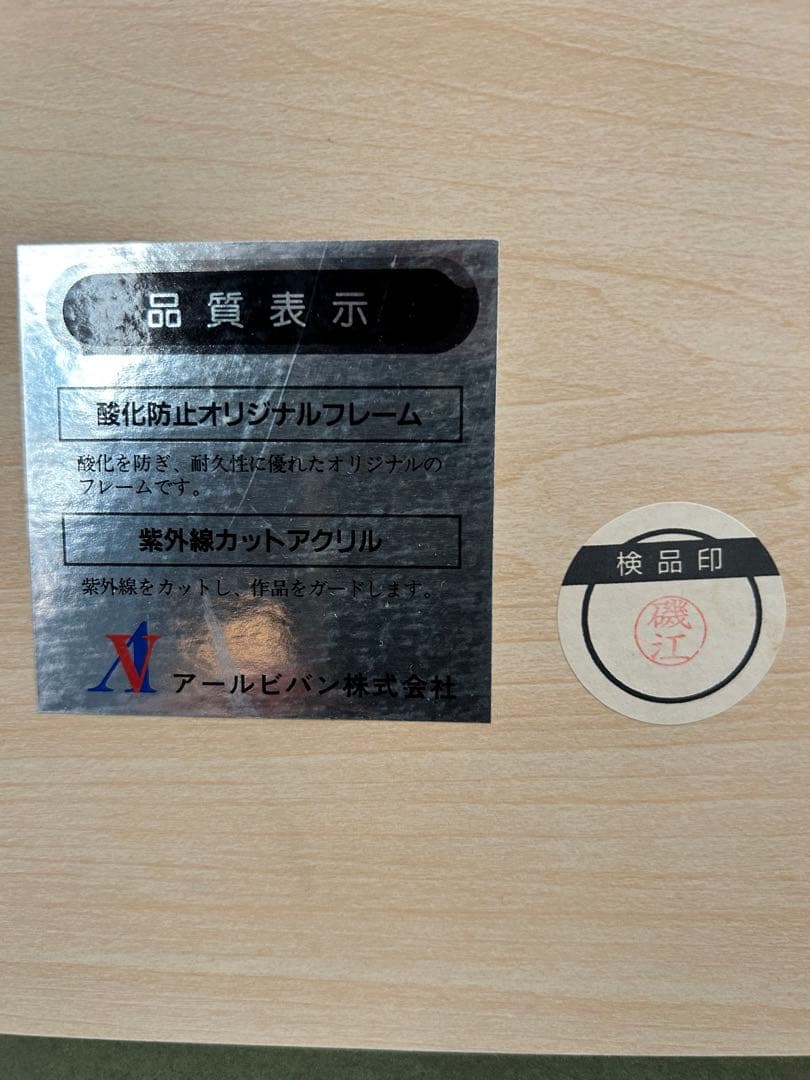 品質表示
酸化防止オリジナルフレーム
酸化を防ぎ、耐久性に優れたオリジナルの
フレームです。
紫外線カットアクリル
紫外線をカットし、作品をガードします。
アールビバン株式会社
検品印
磯江